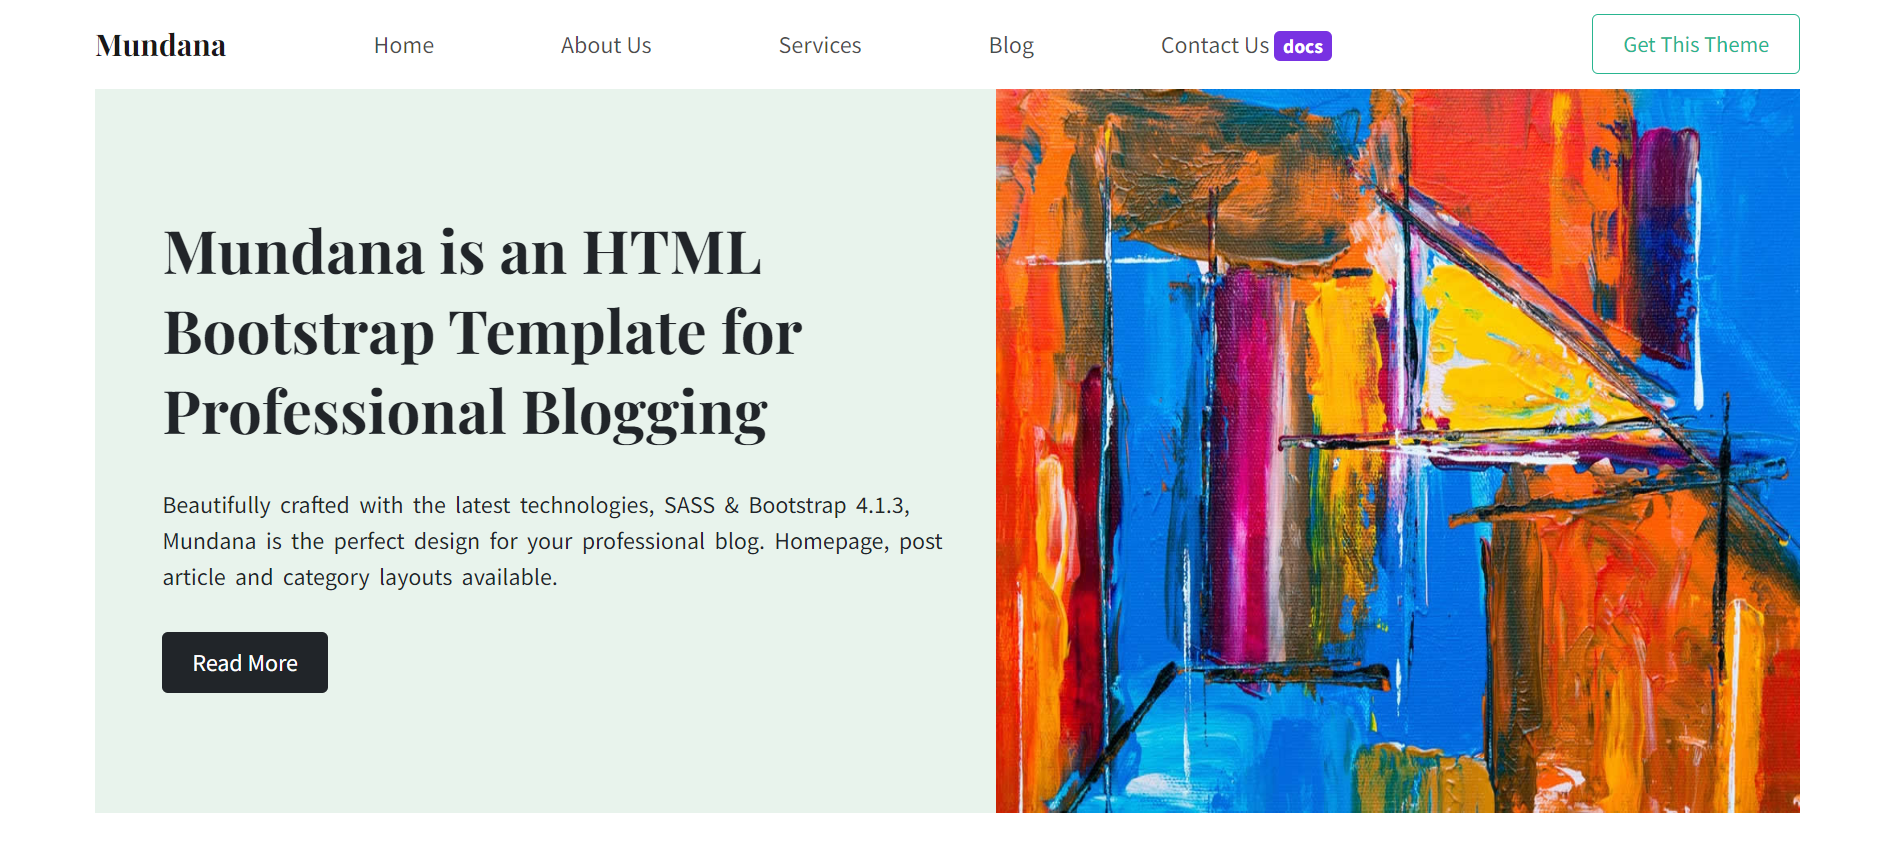 Mundana Home About Us Services Blog Contact Us docs Get This Theme
Mundana is an HTML
Bootstrap Template for
Professional Blogging
Beautifully crafted with the latest technologies, SASS & Bootstrap 4.1.3,
Mundana is the perfect design for your professional blog. Homepage, post
article and category layouts available.
Read More